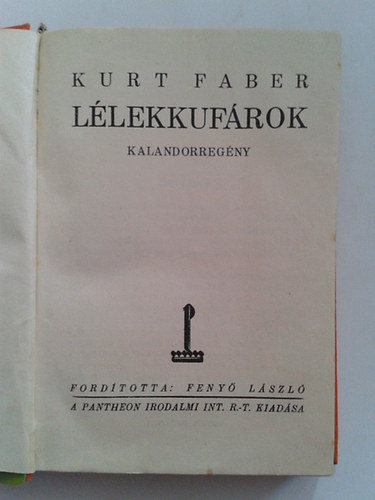 KURT FABER
LÉLEKKUFÁROK
KALANDORREGÉNY
FORDÍTOTTA: FENYŐ LÁSZLÓ
A PANTHEON IRODALMI INT. R.-T. KIADÁSA